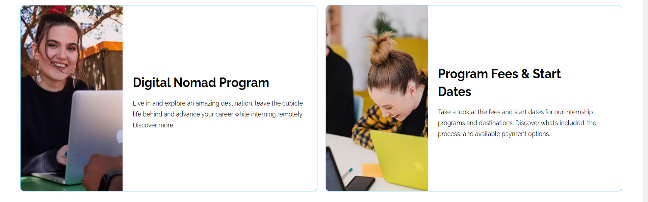 Digital Nomad Program
Live in and explore an amazing destination, leave the cubicle
life behind and advance your career while interning remotely.
Discover more.
Program Fees & Start
Dates
Take a look at the fees and start dates for our internship
programs and destinations. Discover what's included, the
process, and available payment options.